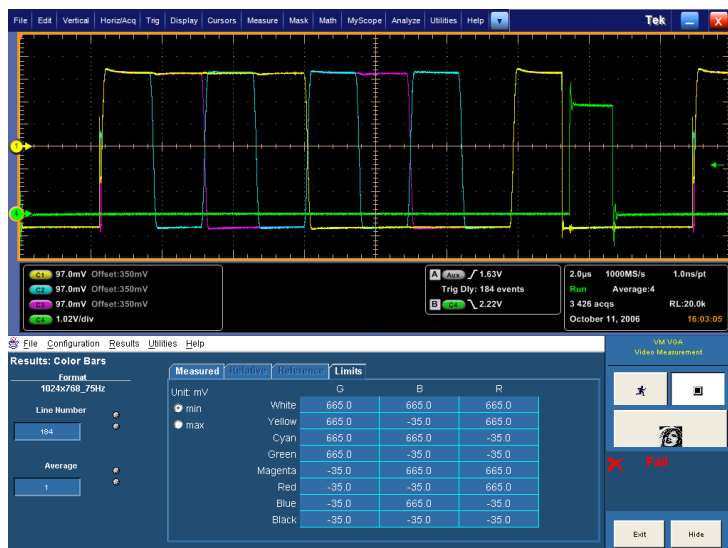 File Edit Vertical Horiz/Acq Trig Display Cursors Measure Mask Math MyScope Analyze Utilities Help Tek X
1
4
C1 97.0mV Offset:350mV
C2 97.0mV Offset:350mV
C3 97.0mV Offset:350mV
C4 1.02V/div
A Aux 1.63V
Trig Dly: 184 events
B C4 2.22V
2.0µs 1000MS/s 1.0ns/pt
Run Average:4
3 426 acqs RL:20.0k
October 11, 2006 16:03:05
File Configuration Results Utilities Help
VM VGA
Video Measurement
Results: Color Bars
Format
1024x768_75Hz
Line Number
184
Average
1
Measured Relative Reference Limits
Unit: mV
min
max
G B R
White 665.0 665.0 665.0
Yellow 665.0 -35.0 665.0
Cyan 665.0 665.0 -35.0
Green 665.0 -35.0 -35.0
Magenta -35.0 665.0 665.0
Red -35.0 -35.0 665.0
Blue -35.0 665.0 -35.0
Black -35.0 -35.0 -35.0
Fail
Exit Hide